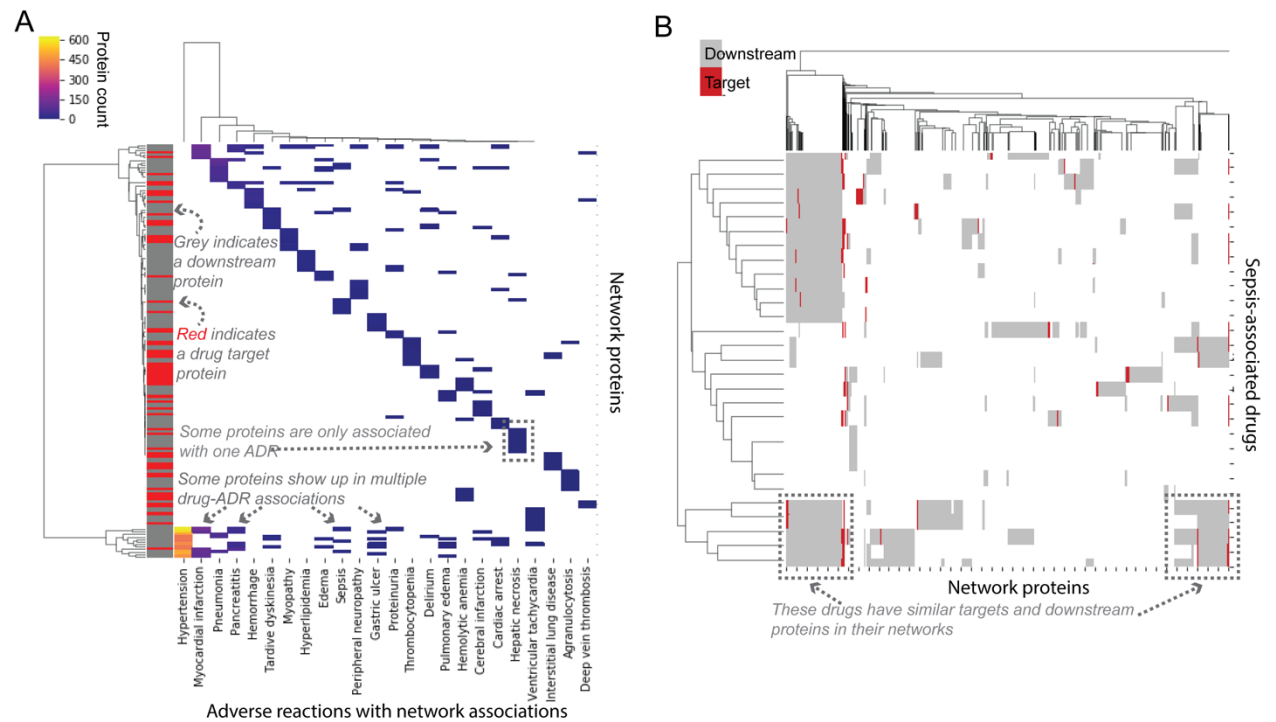 A
600
450
300
150
0
Protein count
Grey indicates
a downstream
protein
Red indicates
a drug target
protein
Some proteins are only associated
with one ADR
Some proteins show up in multiple
drug-ADR associations
Network proteins
Hypertension
Myocardial infarction
Pneumonia
Pancreatitis
Hemorrhage
Tardive dyskinesia
Myopathy
Hyperlipidemia
Edema
Sepsis
Peripheral neuropathy
Gastric ulcer
Proteinuria
Thrombocytopenia
Delirium
Pulmonary edema
Hemolytic anemia
Cerebral infarction
Cardiac arrest
Hepatic necrosis
Ventricular tachycardia
Interstitial lung disease
Agranulocytosis
Deep vein thrombosis
Adverse reactions with network associations
B
Downstream
Target
Sepsis-associated drugs
Network proteins
These drugs have similar targets and downstream
proteins in their networks